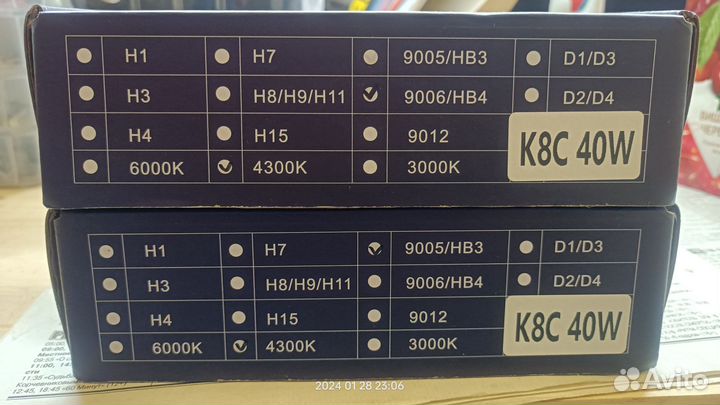 H1 H7 9005/HB3 D1/D3
H3 H8/H9/H11 9006/HB4 D2/D4
H4 H15 9012
6000K 4300K 3000K
K8C 40W
H1 H7 9005/HB3 D1/D3
H3 H8/H9/H11 9006/HB4 D2/D4
H4 H15 9012
6000K 4300K 3000K
K8C 40W
2024 01 28 23:06
Avito